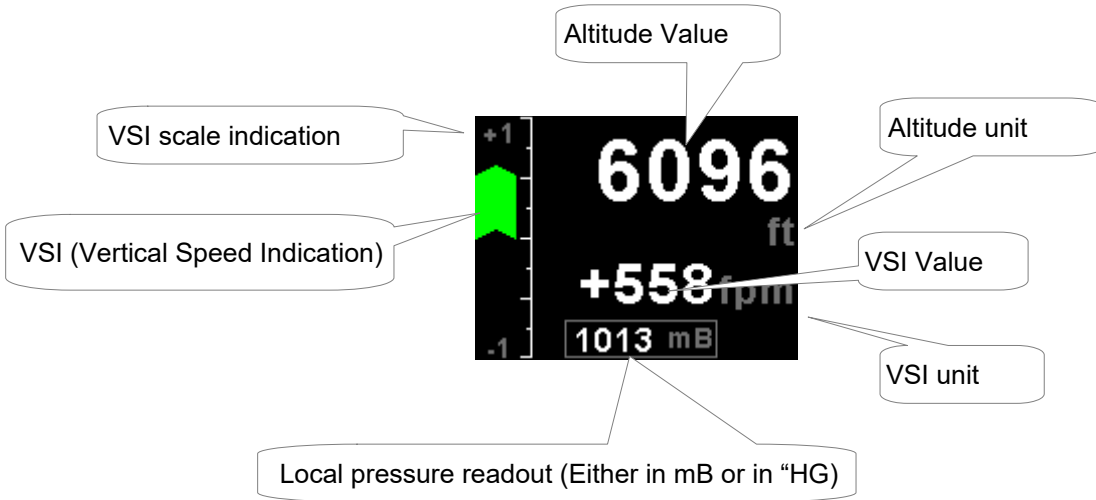 Altitude Value
VSI scale indication
+1
6096
Altitude unit
ft
VSI (Vertical Speed Indication)
VSI Value
+558fpm
1013 mB
-1
VSI unit
Local pressure readout (Either in mB or in “HG)